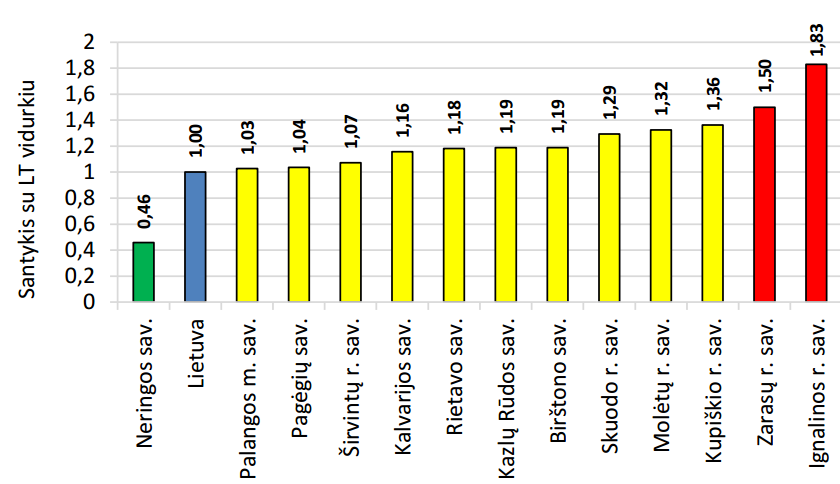 Santykis su LT vidurkiu
2
1,8
1,6
1,4
1,2
1
0,8
0,6
0,4
0,2
0
0,46
1,00
1,03
1,04
1,07
1,16
1,18
1,19
1,19
1,29
1,32
1,36
1,50
1,83
Neringos sav.
Lietuva
Palangos m. sav.
Pagėgių sav.
Širvintų r. sav.
Kalvarijos sav.
Rietavo sav.
Kazlų Rūdos sav.
Birštono sav.
Skuodo r. sav.
Molėtų r. sav.
Kupiškio r. sav.
Zarasų r. sav.
Ignalinos r. sav.